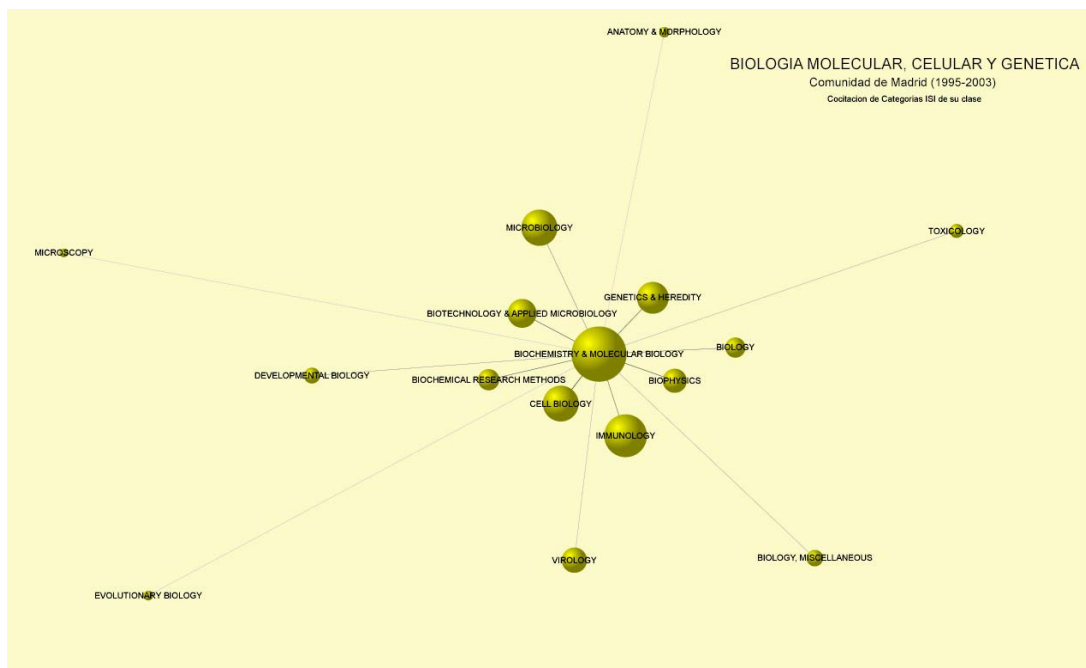 ANATOMY & MORPHOLOGY
BIOLOGIA MOLECULAR, CELULAR Y GENETICA
Comunidad de Madrid (1995-2003)
Cocitacion de Categorias ISI de su clase
MICROBIOLOGY
TOXICOLOGY
MICROSCOPY
GENETICS & HEREDITY
BIOTECHNOLOGY & APPLIED MICROBIOLOGY
BIOLOGY
BIOCHEMISTRY & MOLECULAR BIOLOGY
DEVELOPMENTAL BIOLOGY
BIOCHEMICAL RESEARCH METHODS
BIOPHYSICS
CELL BIOLOGY
IMMUNOLOGY
VIROLOGY
BIOLOGY, MISCELLANEOUS
EVOLUTIONARY BIOLOGY